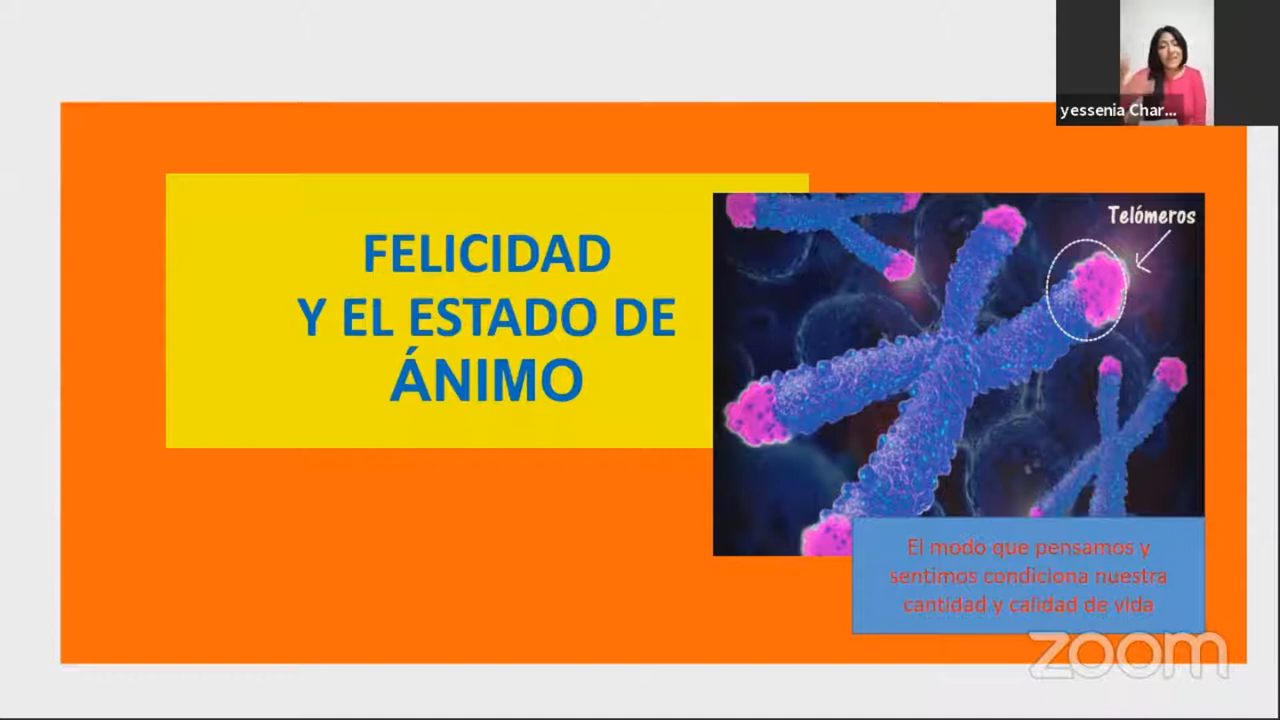 yessenia Char...
FELICIDAD
Y EL ESTADO DE
ÁNIMO
Telómeros
El modo que pensamos y
sentimos condiciona nuestra
cantidad y calidad de vida
zoom